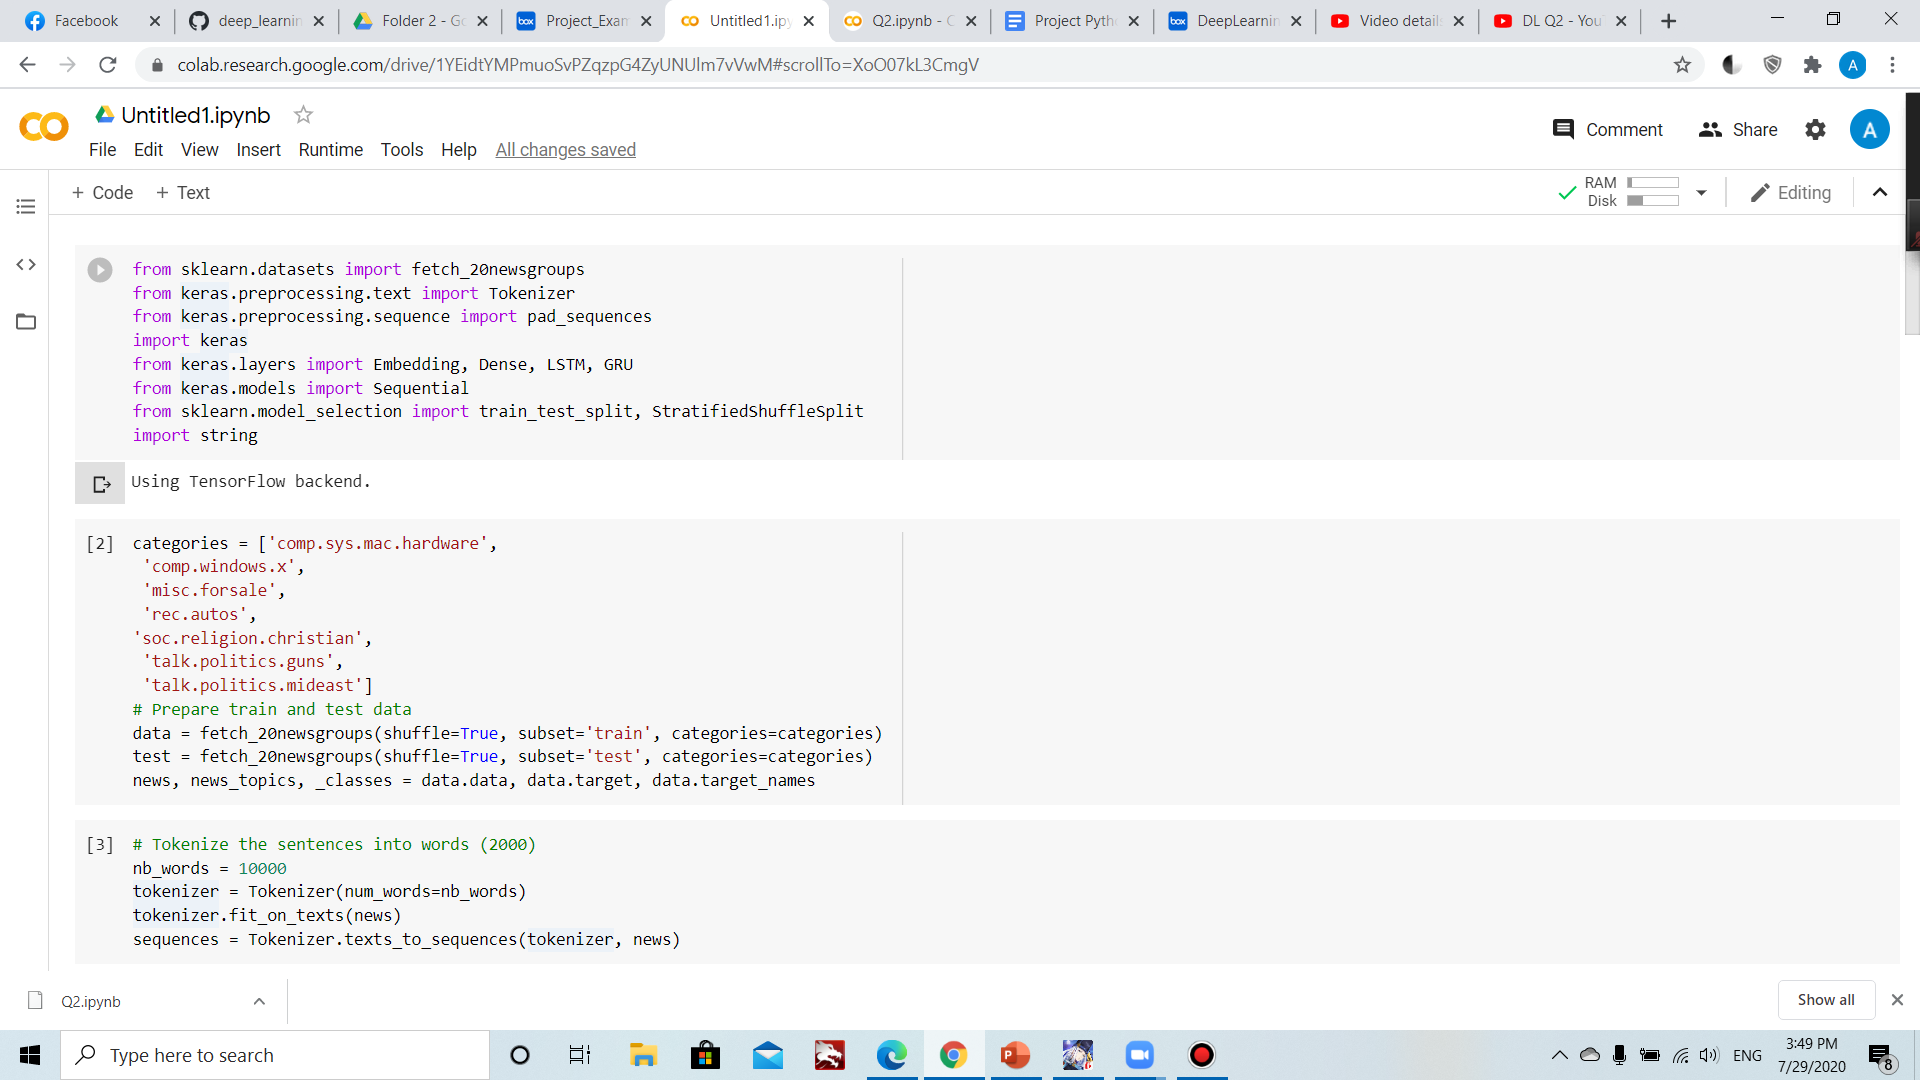 Facebook
deep_learnin
Folder 2 - Go
Project_Exam
Untitled1.ipy
Q2.ipynb - C
Project Pyth
DeepLearnin
Video details
DL Q2 - You
colab.research.google.com/drive/1YEidtYMPmuoSvPZqzpG4ZyUNUlm7vVwM#scrollTo=XoO07kL3CmgV
A
Untitled1.ipynb
Comment
Share
A
File Edit View Insert Runtime Tools Help All changes saved
+ Code + Text
RAM
Disk
Editing
from sklearn.datasets import fetch_20newsgroups
from keras.preprocessing.text import Tokenizer
from keras.preprocessing.sequence import pad_sequences
import keras
from keras.layers import Embedding, Dense, LSTM, GRU
from keras.models import Sequential
from sklearn.model_selection import train_test_split, StratifiedShuffleSplit
import string
Using TensorFlow backend.
[2] categories = ['comp.sys.mac.hardware',
'comp.windows.x',
'misc.forsale',
'rec.autos',
'soc.religion.christian',
'talk.politics.guns',
'talk.politics.mideast']
# Prepare train and test data
data = fetch_20newsgroups(shuffle=True, subset='train', categories=categories)
test = fetch_20newsgroups(shuffle=True, subset='test', categories=categories)
news, news_topics, _classes = data.data, data.target, data.target_names
[3] # Tokenize the sentences into words (2000)
nb_words = 10000
tokenizer = Tokenizer(num_words=nb_words)
tokenizer.fit_on_texts(news)
sequences = Tokenizer.texts_to_sequences(tokenizer, news)
Q2.ipynb
Show all
Type here to search
ENG
3:49 PM
7/29/2020
8